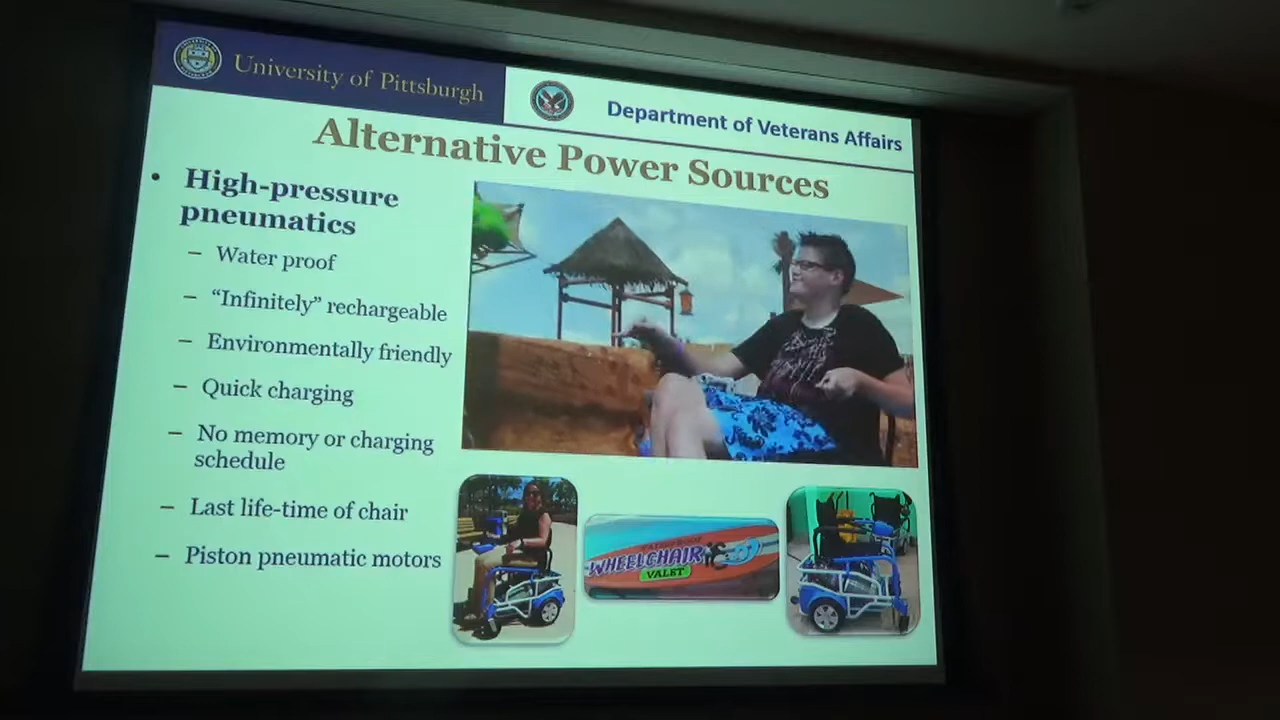 University of Pittsburgh
Department of Veterans Affairs
Alternative Power Sources
• High-pressure
pneumatics
– Water proof
– “Infinitely” rechargeable
– Environmentally friendly
– Quick charging
– No memory or charging
schedule
– Last life-time of chair
– Piston pneumatic motors
WHEELCHAIR
VALET